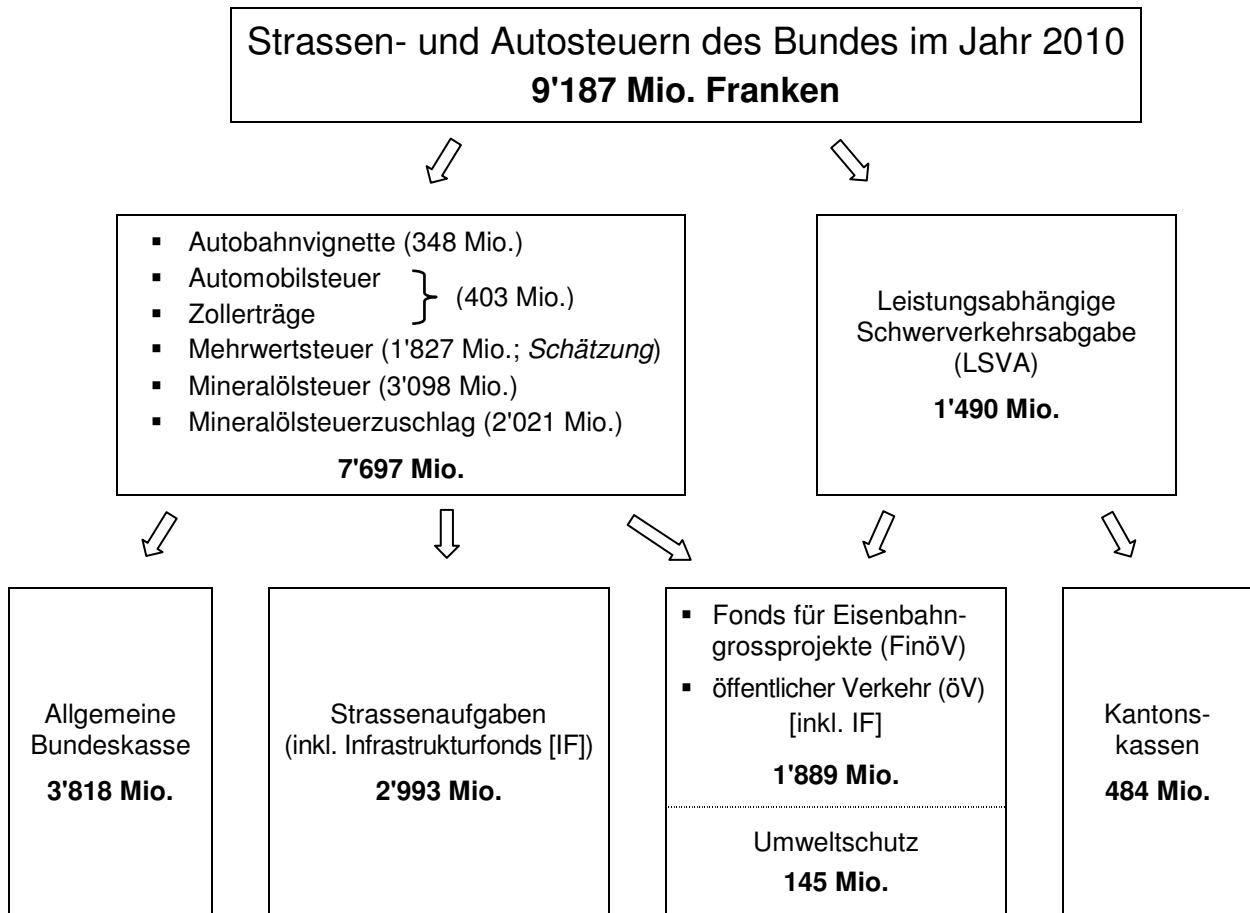 Strassen- und Autosteuern des Bundes im Jahr 2010
9'187 Mio. Franken
▪ Autobahnvignette (348 Mio.)
▪ Automobilsteuer
▪ Zollerträge
(403 Mio.)
▪ Mehrwertsteuer (1'827 Mio.; Schätzung)
▪ Mineralölsteuer (3'098 Mio.)
▪ Mineralölsteuerzuschlag (2'021 Mio.)
7'697 Mio.
Leistungsabhängige
Schwerverkehrsabgabe
(LSVA)
1'490 Mio.
Allgemeine
Bundeskasse
3'818 Mio.
Strassenaufgaben
(inkl. Infrastrukturfonds [IF])
2'993 Mio.
▪ Fonds für Eisenbahn-
grossprojekte (FinöV)
▪ öffentlicher Verkehr (öV)
[inkl. IF]
1'889 Mio.
Umweltschutz
145 Mio.
Kantons-
kassen
484 Mio.